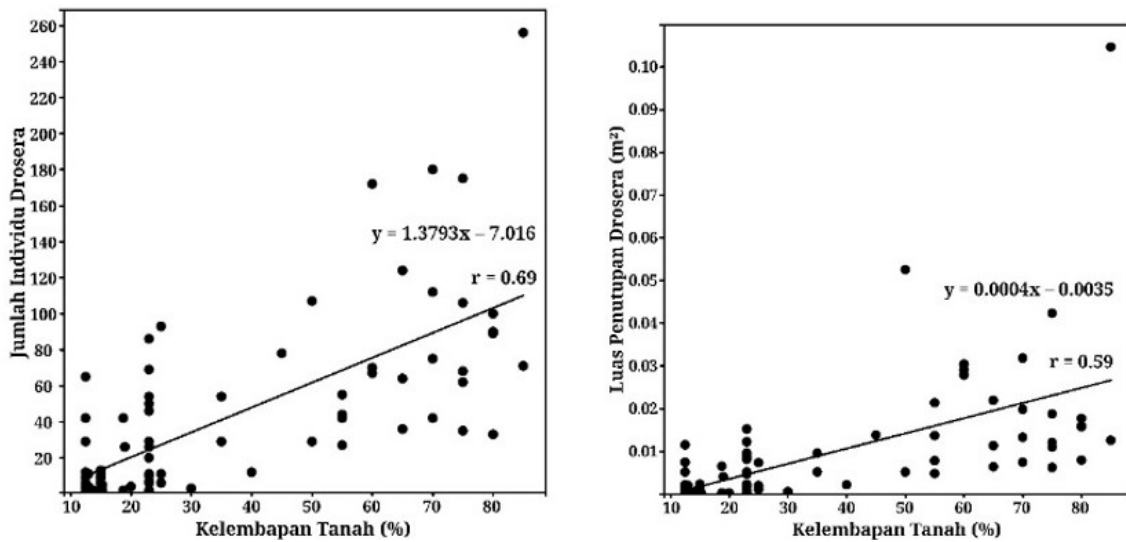 Jumlah Individu Drosera
260
240
220
200
180
160
140
120
100
80
60
40
20
y = 1.3793x – 7.016
r = 0.69
10 20 30 40 50 60 70 80
Kelembapan Tanah (%)
Luas Penutupan Drosera (m²)
0.10
0.09
0.08
0.07
0.06
0.05
0.04
0.03
0.02
0.01
y = 0.0004x – 0.0035
r = 0.59
10 20 30 40 50 60 70 80
Kelembapan Tanah (%)